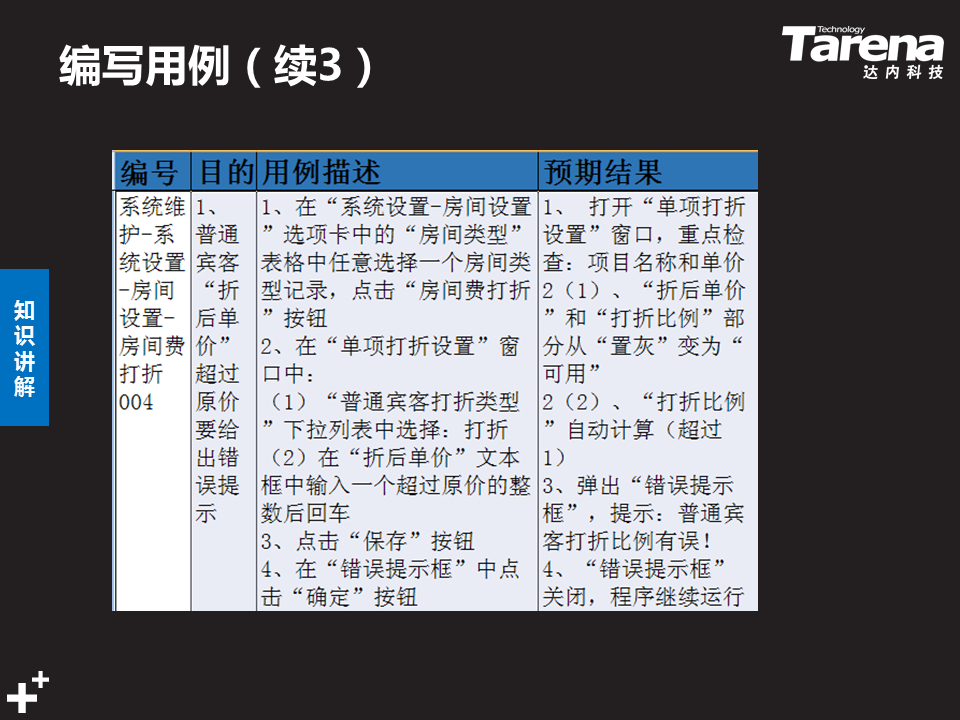 编写用例（续3）
Technology
Tarena
达内科技
知识讲解
编号
目的
用例描述
预期结果
系统维
护-系
统设置
-房间
设置-
房间费
打折
004
1、
普通
宾客
“折
后单
价”
超过
原价
要给
出错
误提
示
1、在“系统设置-房间设置
”选项卡中的“房间类型”
表格中任意选择一个房间类
型记录，点击“房间费打折
”按钮
2、在“单项打折设置”窗
口中：
（1）“普通宾客打折类型
”下拉列表中选择：打折
（2）在“折后单价”文本
框中输入一个超过原价的整
数后回车
3、点击“保存”按钮
4、在“错误提示框”中点
击“确定”按钮
1、 打开“单项打折
设置”窗口，重点检
查：项目名称和单价
2（1）、“折后单价
”和“打折比例”部
分从“置灰”变为“
可用”
2（2）、“打折比例
”自动计算（超过
1）
3、弹出“错误提示
框”，提示：普通宾
客打折比例有误！
4、“错误提示框”
关闭，程序继续运行